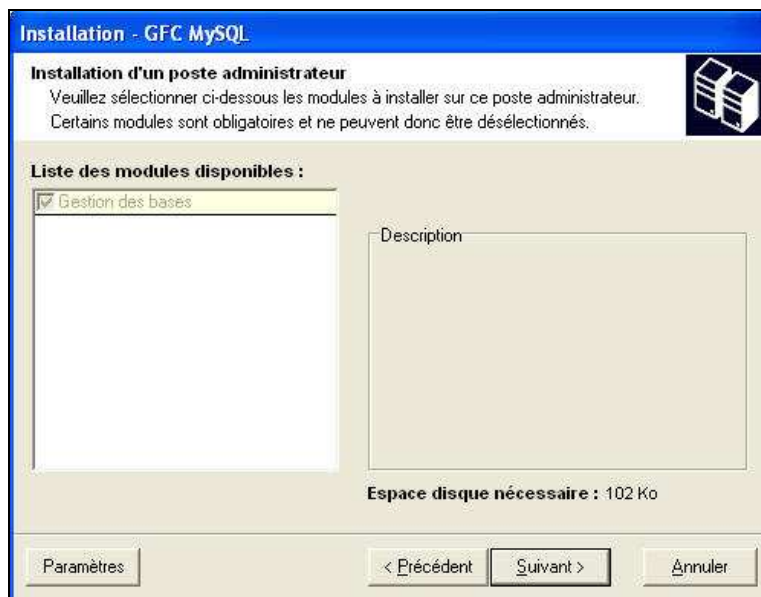 Installation - GFC MySQL
Installation d'un poste administrateur
Veuillez sélectionner ci-dessous les modules à installer sur ce poste administrateur.
Certains modules sont obligatoires et ne peuvent donc être désélectionnés.
Liste des modules disponibles :
Gestion des bases
Description
Espace disque nécessaire : 102 Ko
Paramètres
< Précédent
Suivant >
Annuler